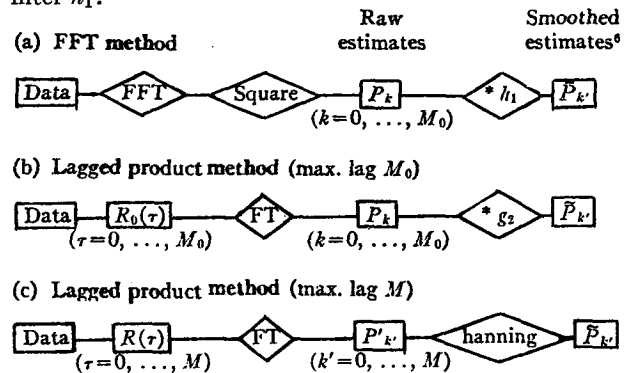 filter h₁.
Raw estimates
Smoothed estimates⁶
(a) FFT method
Data FFT Square Pₖ * h₁ P̃ₖ′
(k=0, ..., M₀)
(b) Lagged product method (max. lag M₀)
Data R₀(τ) FT Pₖ * g₂ P̃ₖ′
(τ=0, ..., M₀) (k=0, ..., M₀)
(c) Lagged product method (max. lag M)
Data R(τ) FT P′ₖ′ hanning P̃ₖ′
(τ=0, ..., M) (k′=0, ..., M)